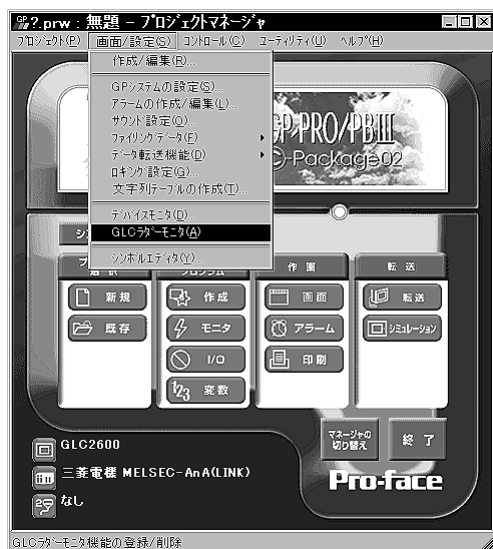 ?.prw : 無題 – プロジェクトマネージャ
プロジェクト(P) 画面/設定(S) コントロール(C) ユーティリティ(U) ヘルプ(H)
作成/編集(R)...
GPシステムの設定(S)...
アラームの作成/編集(L)...
サウンド設定(O)...
ファイリングデータ(F)
データ転送機能(D)
ロギング設定(G)...
文字列テーブルの作成(T)...
デバイスモニタ(D)...
GLCラダーモニタ(A)
シンボルエディタ(Y)...
GP-PRO/PBⅢ
C-Package02
選択 プログラム 作画 転送
新規 作成 画面 転送
既存 モニタ アラーム シミュレーション
I/O 印刷
123 変数
マネージャの
切り替え
終了
GLC2600
三菱電機 MELSEC-AnA(LINK)
なし
Pro-face
GLCラダーモニタ機能の登録/削除